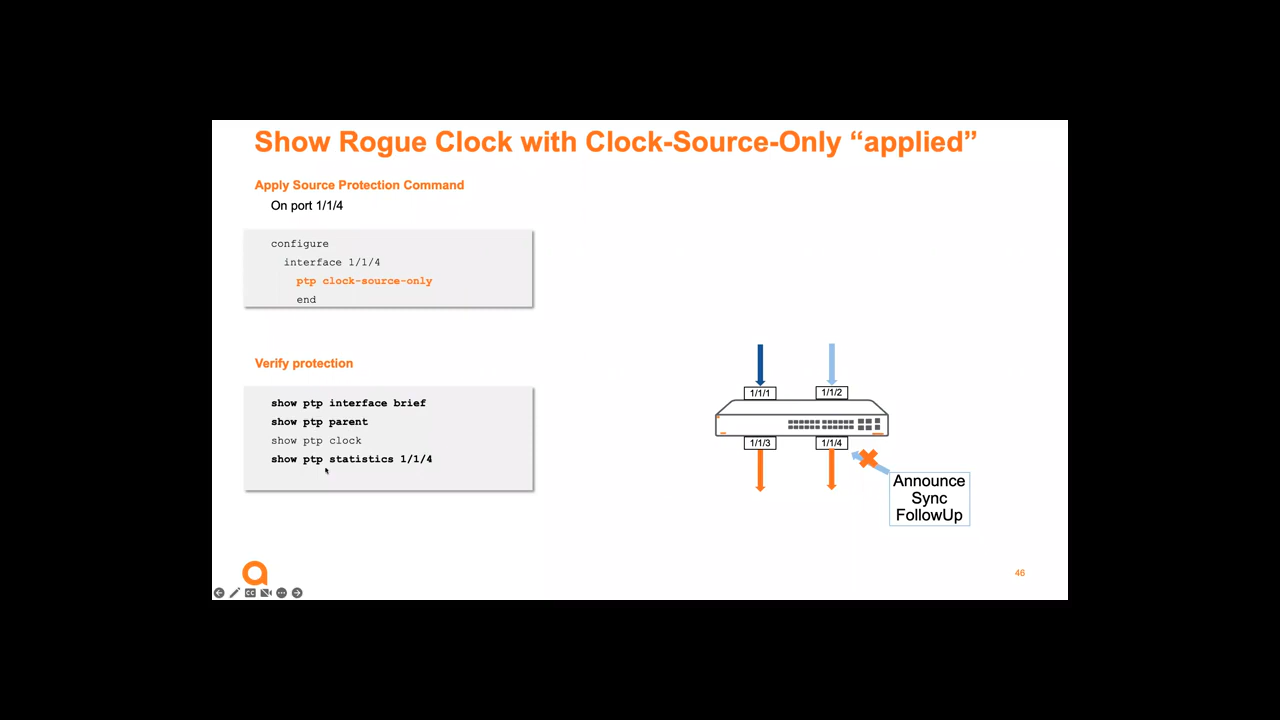 Show Rogue Clock with Clock-Source-Only “applied”
Apply Source Protection Command
On port 1/1/4
configure
interface 1/1/4
ptp clock-source-only
end
Verify protection
show ptp interface brief
show ptp parent
show ptp clock
show ptp statistics 1/1/4
1/1/1
1/1/2
1/1/3
1/1/4
Announce
Sync
FollowUp
46
CC